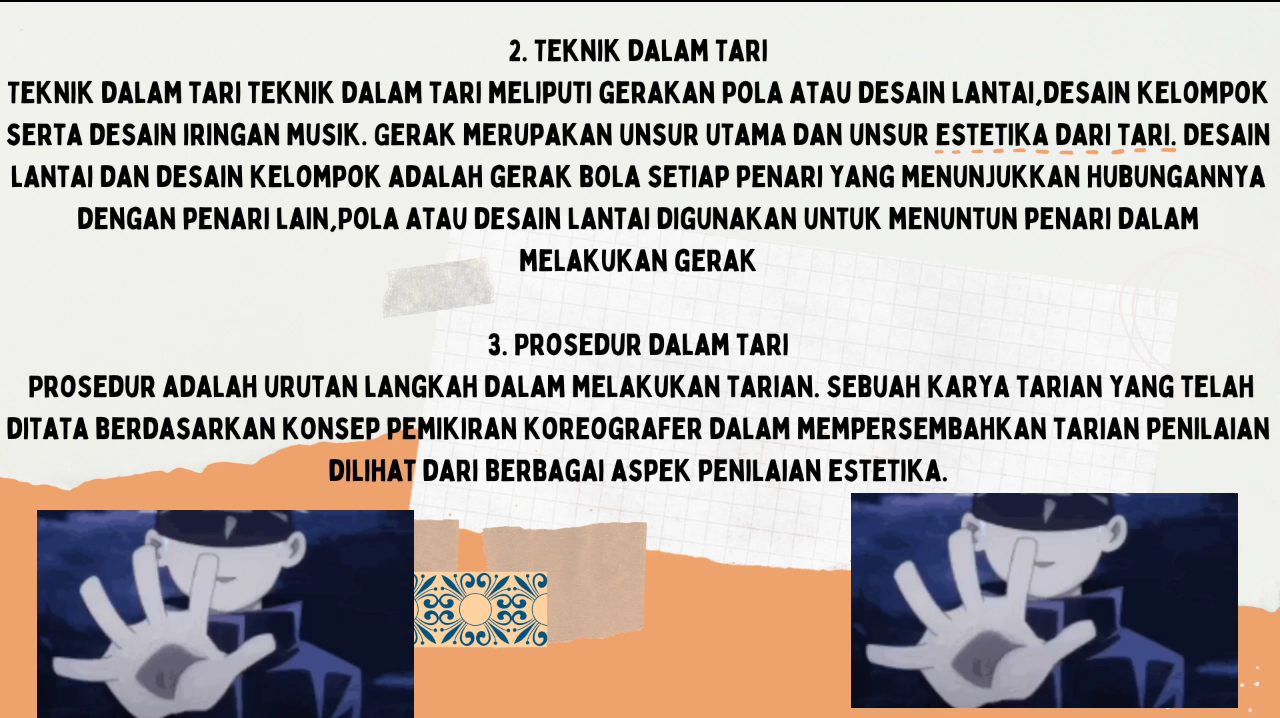 2. TEKNIK DALAM TARI
TEKNIK DALAM TARI TEKNIK DALAM TARI MELIPUTI GERAKAN POLA ATAU DESAIN LANTAI,DESAIN KELOMPOK
SERTA DESAIN IRINGAN MUSIK. GERAK MERUPAKAN UNSUR UTAMA DAN UNSUR ESTETIKA DARI TARI. DESAIN
LANTAI DAN DESAIN KELOMPOK ADALAH GERAK BOLA SETIAP PENARI YANG MENUNJUKKAN HUBUNGANNYA
DENGAN PENARI LAIN,POLA ATAU DESAIN LANTAI DIGUNAKAN UNTUK MENUNTUN PENARI DALAM
MELAKUKAN GERAK
3. PROSEDUR DALAM TARI
PROSEDUR ADALAH URUTAN LANGKAH DALAM MELAKUKAN TARIAN. SEBUAH KARYA TARIAN YANG TELAH
DITATA BERDASARKAN KONSEP PEMIKIRAN KOREOGRAFER DALAM MEMPERSEMBAHKAN TARIAN PENILAIAN
DILIHAT DARI BERBAGAI ASPEK PENILAIAN ESTETIKA.